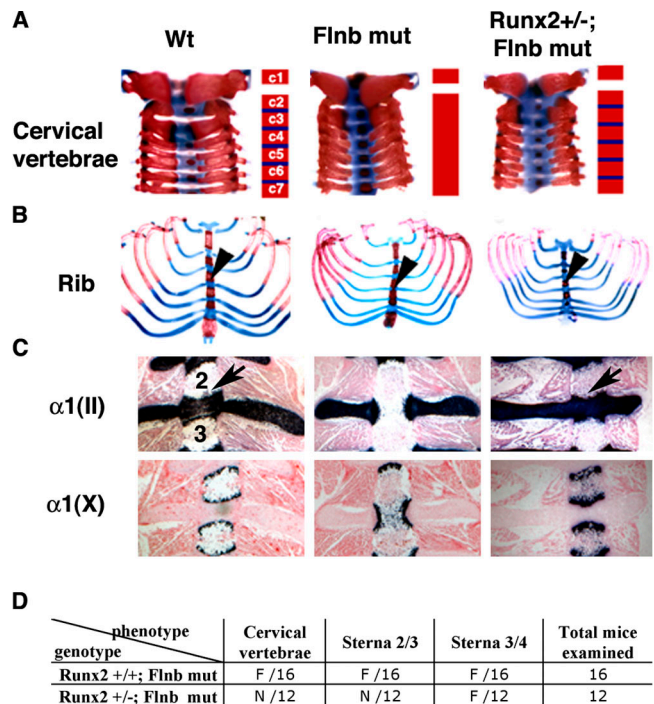 A
Wt
Flnb mut
Runx2+/-;
Flnb mut
Cervical
vertebrae
c1
c2
c3
c4
c5
c6
c7
B
Rib
C
α1(II)
2
3
α1(X)
D
phenotype
genotype
Cervical
vertebrae
Sterna 2/3
Sterna 3/4
Total mice
examined
Runx2 +/+; Flnb mut F /16 F /16 F /16 16
Runx2 +/-; Flnb mut N /12 N /12 F /12 12